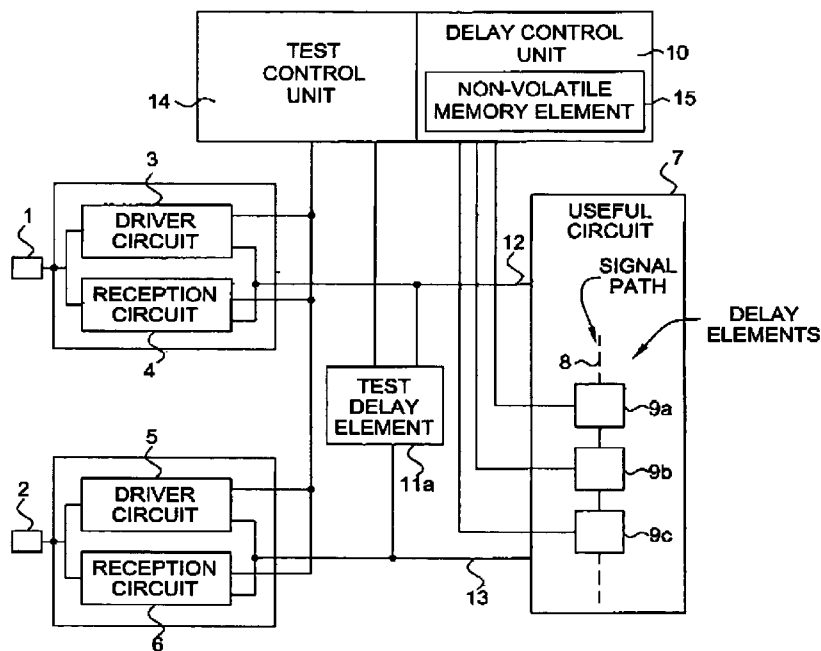 TEST
CONTROL
UNIT
14
DELAY CONTROL
UNIT
10
NON-VOLATILE
MEMORY ELEMENT
15
3
DRIVER
CIRCUIT
1
RECEPTION
CIRCUIT
4
7
USEFUL
CIRCUIT
12
SIGNAL
PATH
DELAY
ELEMENTS
8
9a
9b
9c
TEST
DELAY
ELEMENT
11a
5
DRIVER
CIRCUIT
2
RECEPTION
CIRCUIT
6
13